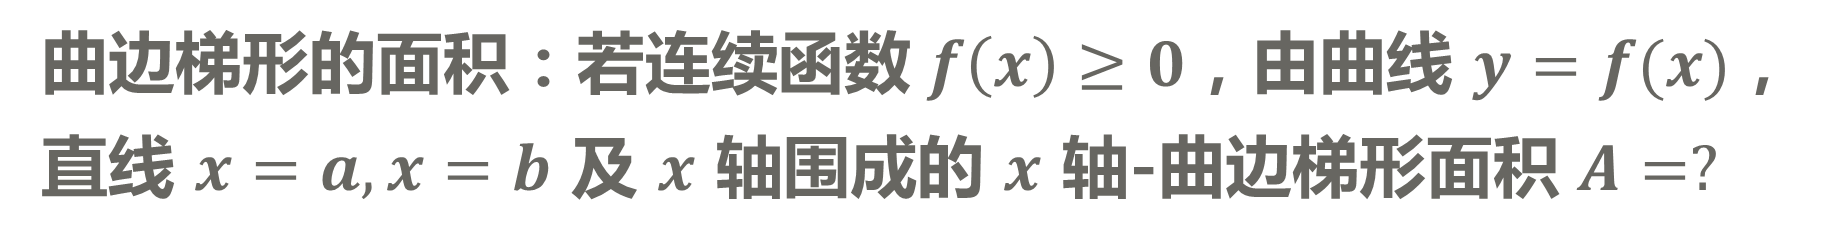 曲边梯形的面积：若连续函数 f(x) ≥ 0，由曲线 y = f(x)，
直线 x = a, x = b 及 x 轴围成的 x 轴-曲边梯形面积 A =?